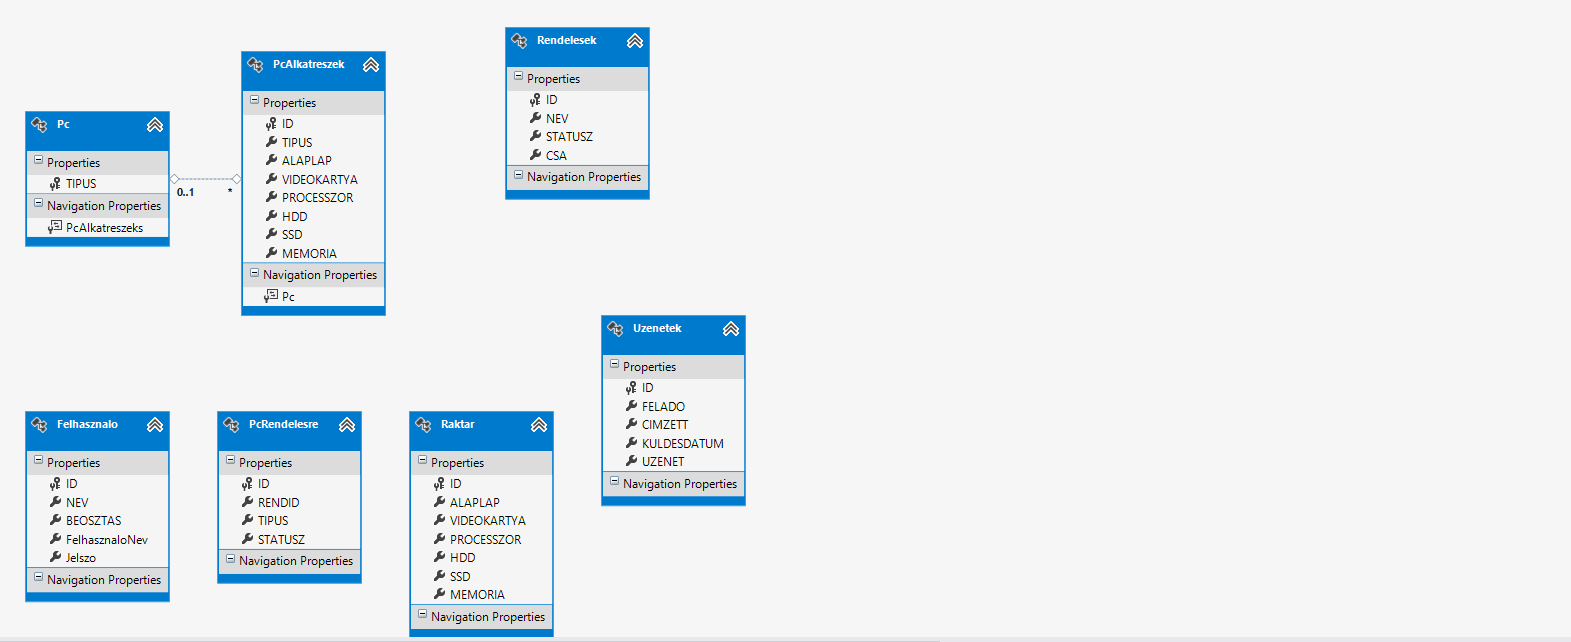 Pc
Properties
TIPUS
Navigation Properties
PcAlkatreszeks
0..1
*
PcAlkatreszek
Properties
ID
TIPUS
ALAPLAP
VIDEOKARTYA
PROCESSZOR
HDD
SSD
MEMORIA
Navigation Properties
Pc
Rendelesek
Properties
ID
NEV
STATUSZ
CSA
Navigation Properties
Uzenetek
Properties
ID
FELADO
CIMZETT
KULDESDATUM
UZENET
Navigation Properties
Felhasznalo
Properties
ID
NEV
BEOSZTAS
FelhasznaloNev
Jelszo
Navigation Properties
PcRendelesre
Properties
ID
RENDID
TIPUS
STATUSZ
Navigation Properties
Raktar
Properties
ID
ALAPLAP
VIDEOKARTYA
PROCESSZOR
HDD
SSD
MEMORIA
Navigation Properties